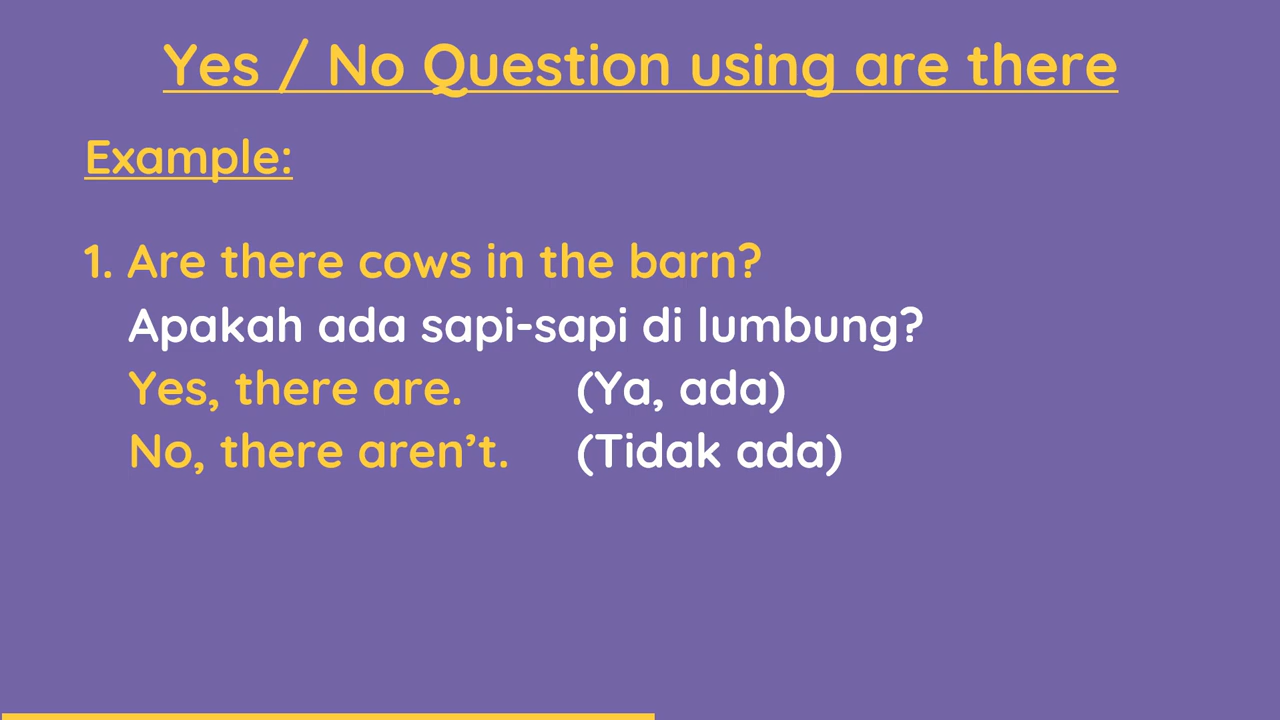 Yes / No Question using are there
Example:
1. Are there cows in the barn?
Apakah ada sapi-sapi di lumbung?
Yes, there are. (Ya, ada)
No, there aren’t. (Tidak ada)